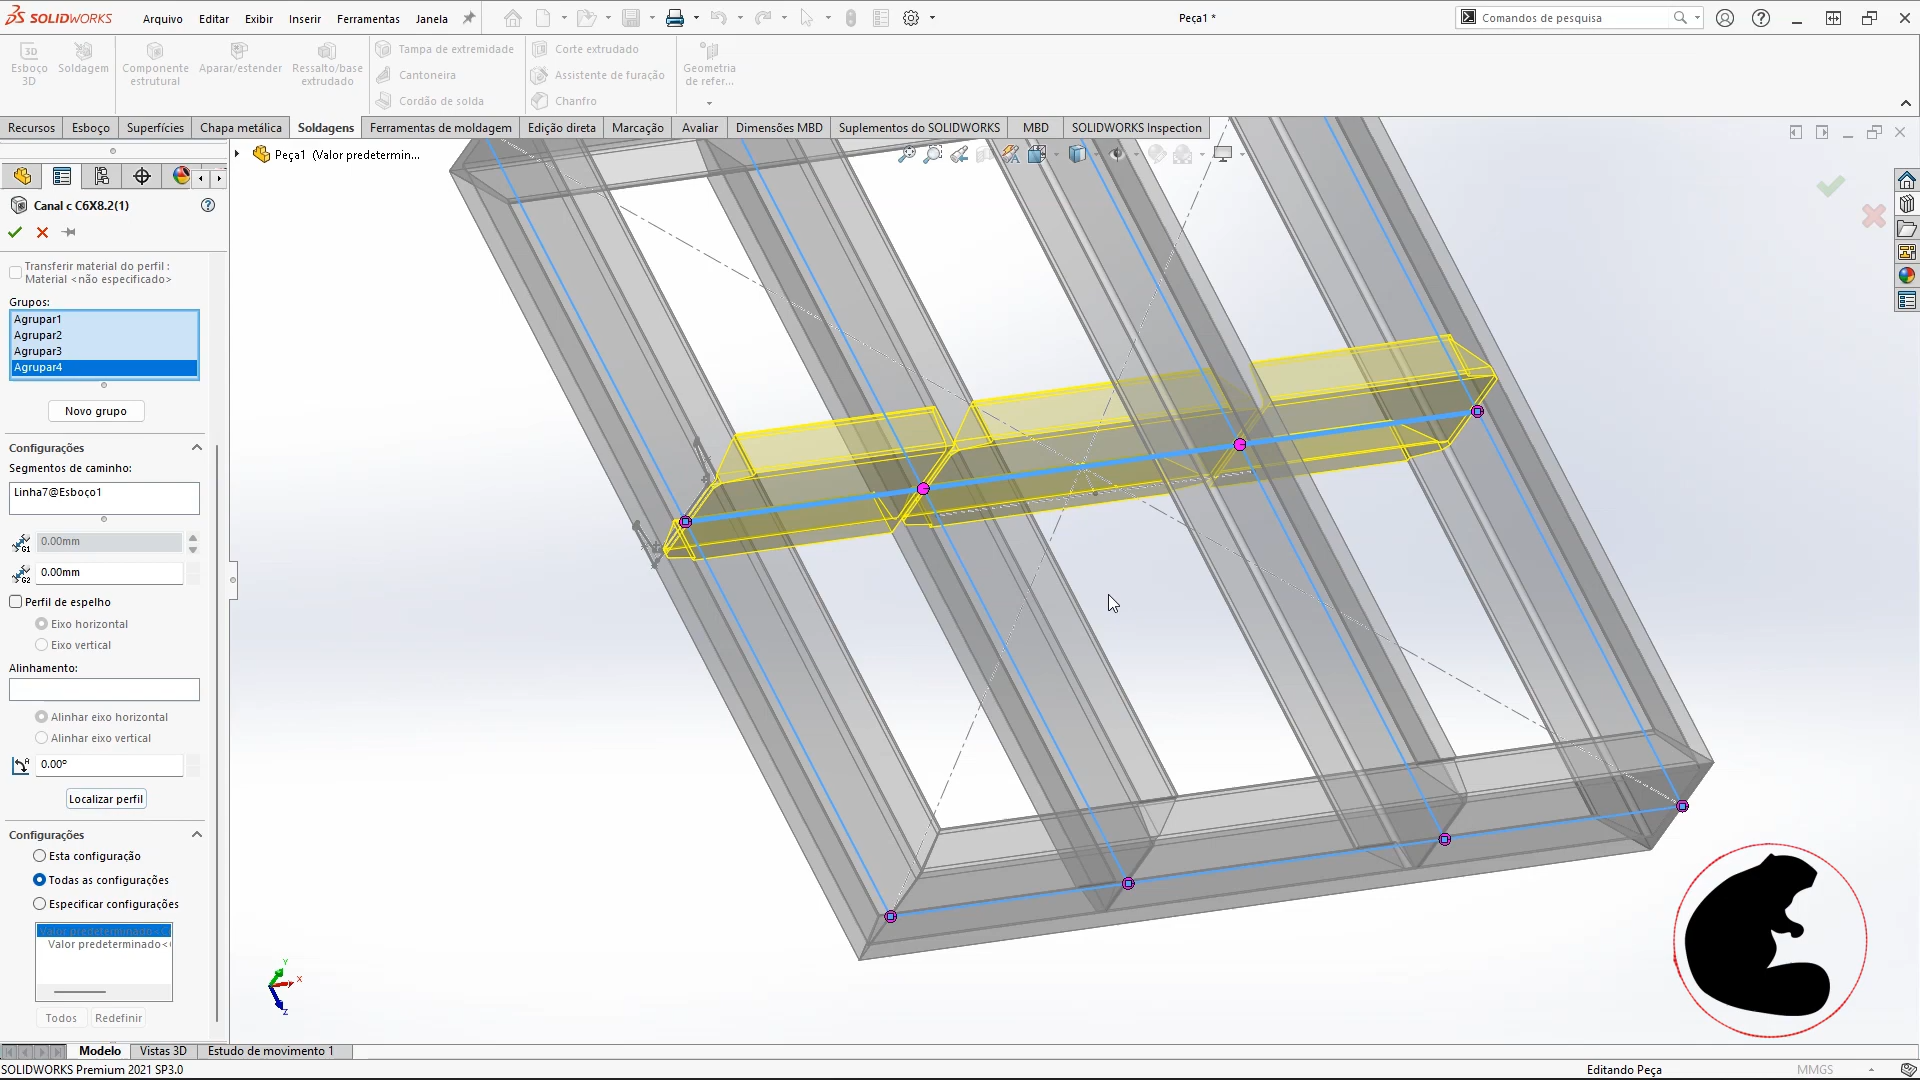 SOLIDWORKS
Arquivo Editar Exibir Inserir Ferramentas Janela
Peça1 *
Comandos de pesquisa
Esboço
3D
Soldagem
Componente
estrutural
Aparar/estender
Ressalto/base
extrudado
Tampa de extremidade
Cantoneira
Cordão de solda
Corte extrudado
Assistente de furação
Chanfro
Geometria
de refer...
Recursos Esboço Superfícies Chapa metálica Soldagens Ferramentas de moldagem Edição direta Marcação Avaliar Dimensões MBD Suplementos do SOLIDWORKS MBD SOLIDWORKS Inspection
Peça1 (Valor predetermin...
Canal c C6X8.2(1)
Transferir material do perfil :
Material <não especificado>
Grupos:
Agrupar1
Agrupar2
Agrupar3
Agrupar4
Novo grupo
Configurações
Segmentos de caminho:
Linha7@Esboço1
G1 0.00mm
G2 0.00mm
Perfil de espelho
Eixo horizontal
Eixo vertical
Alinhamento:
Alinhar eixo horizontal
Alinhar eixo vertical
0.00º
Localizar perfil
Configurações
Esta configuração
Todas as configurações
Especificar configurações
Valor predeterminado<
Valor predeterminado<(
Todos Redefinir
Y
X
Z
Modelo Vistas 3D Estudo de movimento 1
SOLIDWORKS Premium 2021 SP3.0
Editando Peça
MMGS